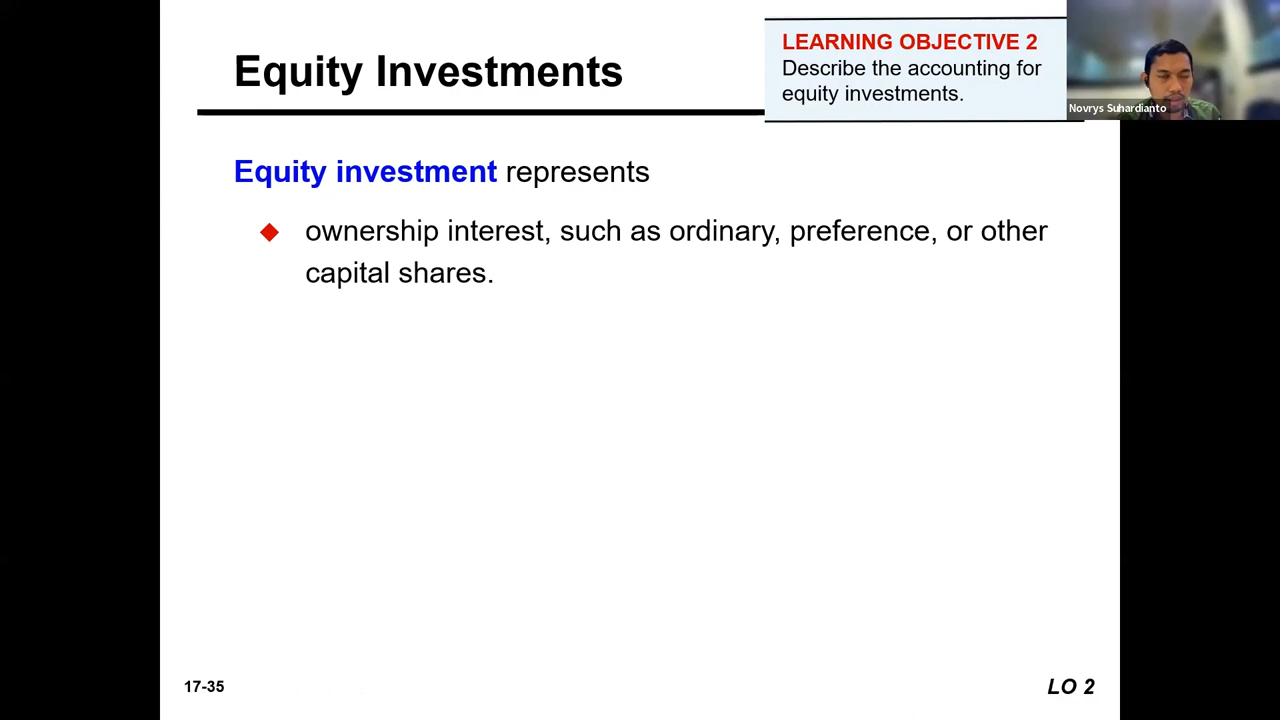 Equity Investments
LEARNING OBJECTIVE 2
Describe the accounting for
equity investments.
Novrys Suhardianto
Equity investment represents
ownership interest, such as ordinary, preference, or other
capital shares.
17-35
LO 2